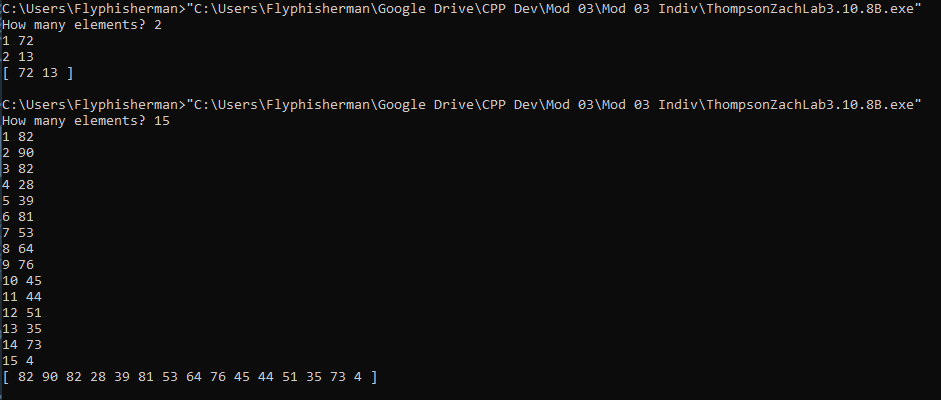 C:\Users\Flyphisherman>"C:\Users\Flyphisherman\Google Drive\CPP Dev\Mod 03\Mod 03 Indiv\ThompsonZachLab3.10.8B.exe"
How many elements? 2
1 72
2 13
[ 72 13 ]
C:\Users\Flyphisherman>"C:\Users\Flyphisherman\Google Drive\CPP Dev\Mod 03\Mod 03 Indiv\ThompsonZachLab3.10.8B.exe"
How many elements? 15
1 82
2 90
3 82
4 28
5 39
6 81
7 53
8 64
9 76
10 45
11 44
12 51
13 35
14 73
15 4
[ 82 90 82 28 39 81 53 64 76 45 44 51 35 73 4 ]